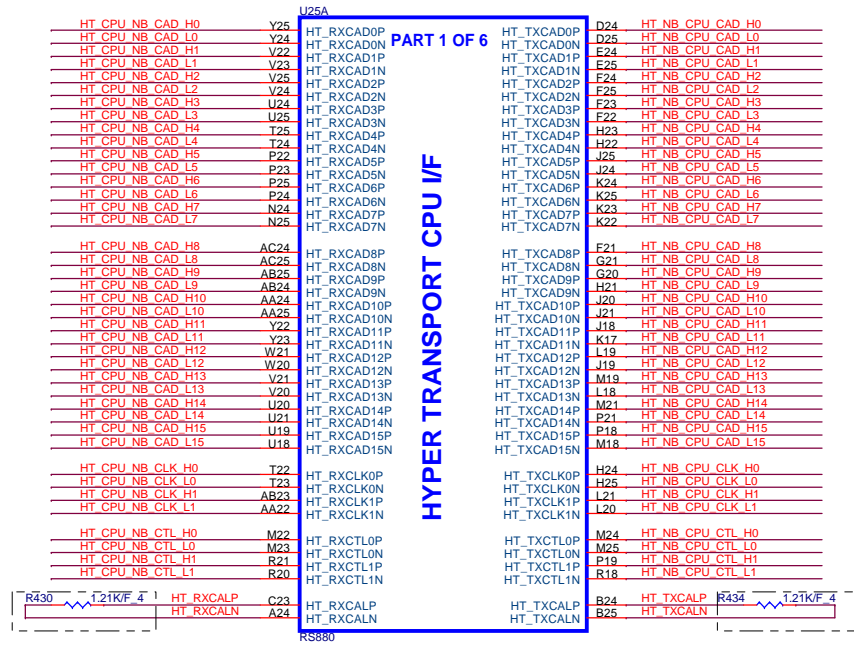 U25A
PART 1 OF 6
HYPER TRANSPORT CPU I/F
HT_CPU_NB_CAD_H0 Y25 HT_RXCAD0P HT_TXCAD0P D24 HT_NB_CPU_CAD_H0
HT_CPU_NB_CAD_L0 Y24 HT_RXCAD0N HT_TXCAD0N D25 HT_NB_CPU_CAD_L0
HT_CPU_NB_CAD_H1 V22 HT_RXCAD1P HT_TXCAD1P E24 HT_NB_CPU_CAD_H1
HT_CPU_NB_CAD_L1 V23 HT_RXCAD1N HT_TXCAD1N E25 HT_NB_CPU_CAD_L1
HT_CPU_NB_CAD_H2 V25 HT_RXCAD2P HT_TXCAD2P F24 HT_NB_CPU_CAD_H2
HT_CPU_NB_CAD_L2 V24 HT_RXCAD2N HT_TXCAD2N F25 HT_NB_CPU_CAD_L2
HT_CPU_NB_CAD_H3 U24 HT_RXCAD3P HT_TXCAD3P F23 HT_NB_CPU_CAD_H3
HT_CPU_NB_CAD_L3 U25 HT_RXCAD3N HT_TXCAD3N F22 HT_NB_CPU_CAD_L3
HT_CPU_NB_CAD_H4 T25 HT_RXCAD4P HT_TXCAD4P H23 HT_NB_CPU_CAD_H4
HT_CPU_NB_CAD_L4 T24 HT_RXCAD4N HT_TXCAD4N H22 HT_NB_CPU_CAD_L4
HT_CPU_NB_CAD_H5 P22 HT_RXCAD5P HT_TXCAD5P J25 HT_NB_CPU_CAD_H5
HT_CPU_NB_CAD_L5 P23 HT_RXCAD5N HT_TXCAD5N J24 HT_NB_CPU_CAD_L5
HT_CPU_NB_CAD_H6 P25 HT_RXCAD6P HT_TXCAD6P K24 HT_NB_CPU_CAD_H6
HT_CPU_NB_CAD_L6 P24 HT_RXCAD6N HT_TXCAD6N K25 HT_NB_CPU_CAD_L6
HT_CPU_NB_CAD_H7 N24 HT_RXCAD7P HT_TXCAD7P K23 HT_NB_CPU_CAD_H7
HT_CPU_NB_CAD_L7 N25 HT_RXCAD7N HT_TXCAD7N K22 HT_NB_CPU_CAD_L7
HT_CPU_NB_CAD_H8 AC24 HT_RXCAD8P HT_TXCAD8P F21 HT_NB_CPU_CAD_H8
HT_CPU_NB_CAD_L8 AC25 HT_RXCAD8N HT_TXCAD8N G21 HT_NB_CPU_CAD_L8
HT_CPU_NB_CAD_H9 AB25 HT_RXCAD9P HT_TXCAD9P G20 HT_NB_CPU_CAD_H9
HT_CPU_NB_CAD_L9 AB24 HT_RXCAD9N HT_TXCAD9N H21 HT_NB_CPU_CAD_L9
HT_CPU_NB_CAD_H10 AA24 HT_RXCAD10P HT_TXCAD10P J20 HT_NB_CPU_CAD_H10
HT_CPU_NB_CAD_L10 AA25 HT_RXCAD10N HT_TXCAD10N J21 HT_NB_CPU_CAD_L10
HT_CPU_NB_CAD_H11 Y22 HT_RXCAD11P HT_TXCAD11P J18 HT_NB_CPU_CAD_H11
HT_CPU_NB_CAD_L11 Y23 HT_RXCAD11N HT_TXCAD11N K17 HT_NB_CPU_CAD_L11
HT_CPU_NB_CAD_H12 W21 HT_RXCAD12P HT_TXCAD12P L19 HT_NB_CPU_CAD_H12
HT_CPU_NB_CAD_L12 W20 HT_RXCAD12N HT_TXCAD12N J19 HT_NB_CPU_CAD_L12
HT_CPU_NB_CAD_H13 V21 HT_RXCAD13P HT_TXCAD13P M19 HT_NB_CPU_CAD_H13
HT_CPU_NB_CAD_L13 V20 HT_RXCAD13N HT_TXCAD13N L18 HT_NB_CPU_CAD_L13
HT_CPU_NB_CAD_H14 U20 HT_RXCAD14P HT_TXCAD14P M21 HT_NB_CPU_CAD_H14
HT_CPU_NB_CAD_L14 U21 HT_RXCAD14N HT_TXCAD14N P21 HT_NB_CPU_CAD_L14
HT_CPU_NB_CAD_H15 U19 HT_RXCAD15P HT_TXCAD15P P18 HT_NB_CPU_CAD_H15
HT_CPU_NB_CAD_L15 U18 HT_RXCAD15N HT_TXCAD15N M18 HT_NB_CPU_CAD_L15
HT_CPU_NB_CLK_H0 T22 HT_RXCLK0P HT_TXCLK0P H24 HT_NB_CPU_CLK_H0
HT_CPU_NB_CLK_L0 T23 HT_RXCLK0N HT_TXCLK0N H25 HT_NB_CPU_CLK_L0
HT_CPU_NB_CLK_H1 AB23 HT_RXCLK1P HT_TXCLK1P L21 HT_NB_CPU_CLK_H1
HT_CPU_NB_CLK_L1 AA22 HT_RXCLK1N HT_TXCLK1N L20 HT_NB_CPU_CLK_L1
HT_CPU_NB_CTL_H0 M22 HT_RXCTL0P HT_TXCTL0P M24 HT_NB_CPU_CTL_H0
HT_CPU_NB_CTL_L0 M23 HT_RXCTL0N HT_TXCTL0N M25 HT_NB_CPU_CTL_L0
HT_CPU_NB_CTL_H1 R21 HT_RXCTL1P HT_TXCTL1P P19 HT_NB_CPU_CTL_H1
HT_CPU_NB_CTL_L1 R20 HT_RXCTL1N HT_TXCTL1N R18 HT_NB_CPU_CTL_L1
R430 1.21K/F_4 HT_RXCALP C23 HT_RXCALP HT_TXCALP B24 HT_TXCALP R434 1.21K/F_4
HT_RXCALN A24 HT_RXCALN HT_TXCALN B25 HT_TXCALN
RS880